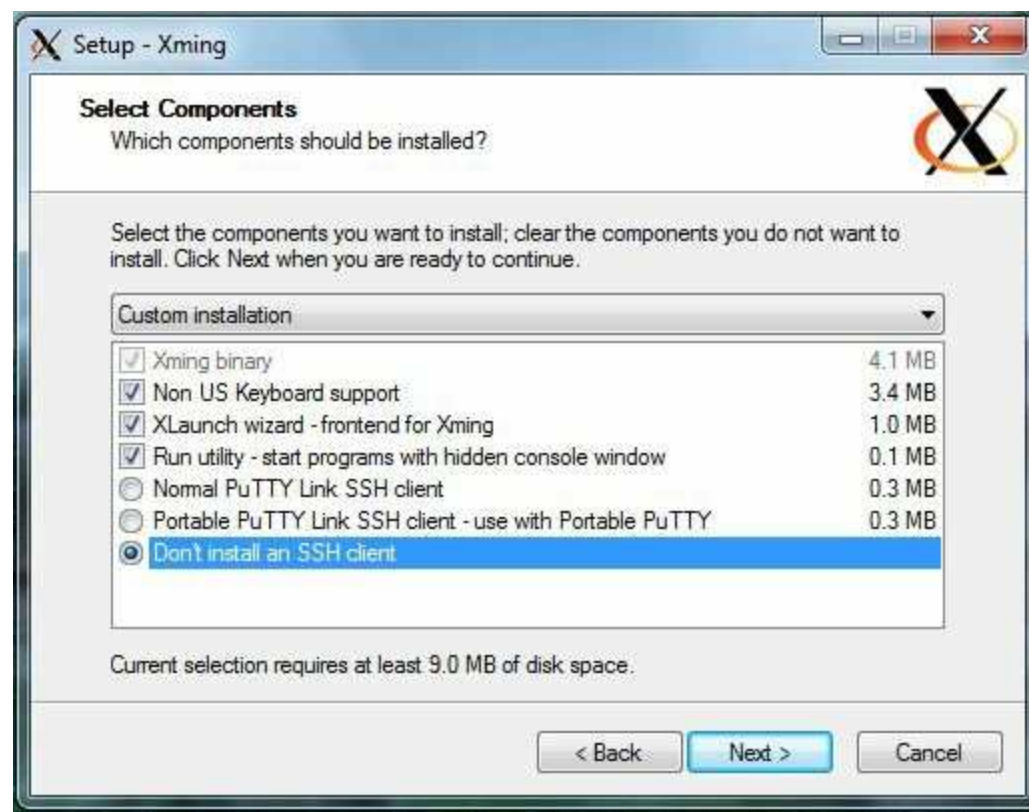 Setup - Xming
Select Components
Which components should be installed?
Select the components you want to install; clear the components you do not want to
install. Click Next when you are ready to continue.
Custom installation
Xming binary 4.1 MB
Non US Keyboard support 3.4 MB
XLaunch wizard - frontend for Xming 1.0 MB
Run utility - start programs with hidden console window 0.1 MB
Normal PuTTY Link SSH client 0.3 MB
Portable PuTTY Link SSH client - use with Portable PuTTY 0.3 MB
Don't install an SSH client
Current selection requires at least 9.0 MB of disk space.
< Back Next > Cancel